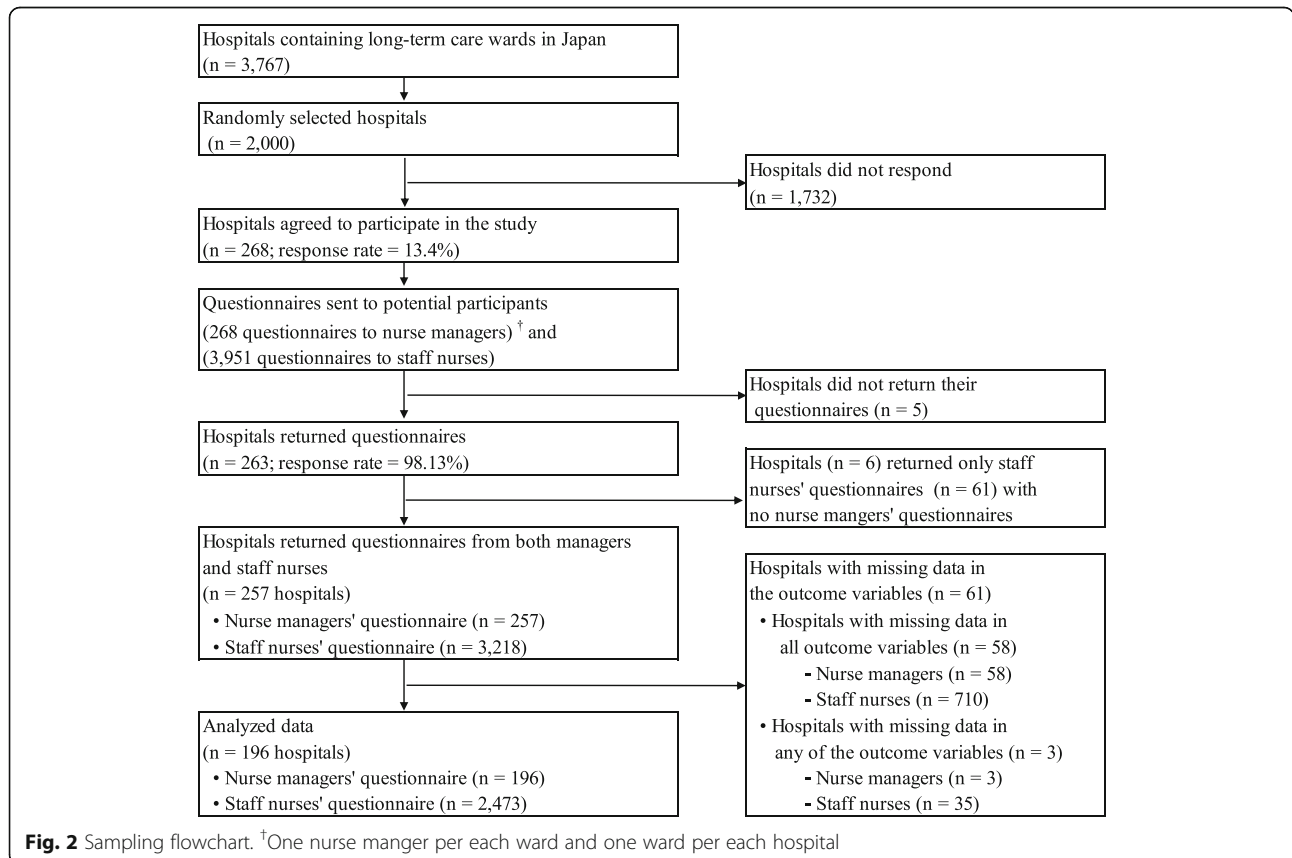 Hospitals containing long-term care wards in Japan
(n = 3,767)
Randomly selected hospitals
(n = 2,000)
Hospitals did not respond
(n = 1,732)
Hospitals agreed to participate in the study
(n = 268; response rate = 13.4%)
Questionnaires sent to potential participants
(268 questionnaires to nurse managers) † and
(3,951 questionnaires to staff nurses)
Hospitals did not return their
questionnaires (n = 5)
Hospitals returned questionnaires
(n = 263; response rate = 98.13%)
Hospitals (n = 6) returned only staff
nurses' questionnaires (n = 61) with
no nurse mangers' questionnaires
Hospitals returned questionnaires from both managers
and staff nurses
(n = 257 hospitals)
• Nurse managers' questionnaire (n = 257)
• Staff nurses' questionnaire (n = 3,218)
Hospitals with missing data in
the outcome variables (n = 61)
• Hospitals with missing data in
all outcome variables (n = 58)
- Nurse managers (n = 58)
- Staff nurses (n = 710)
• Hospitals with missing data in
any of the outcome variables (n = 3)
- Nurse managers (n = 3)
- Staff nurses (n = 35)
Analyzed data
(n = 196 hospitals)
• Nurse managers' questionnaire (n = 196)
• Staff nurses' questionnaire (n = 2,473)
Fig. 2 Sampling flowchart. †One nurse manger per each ward and one ward per each hospital